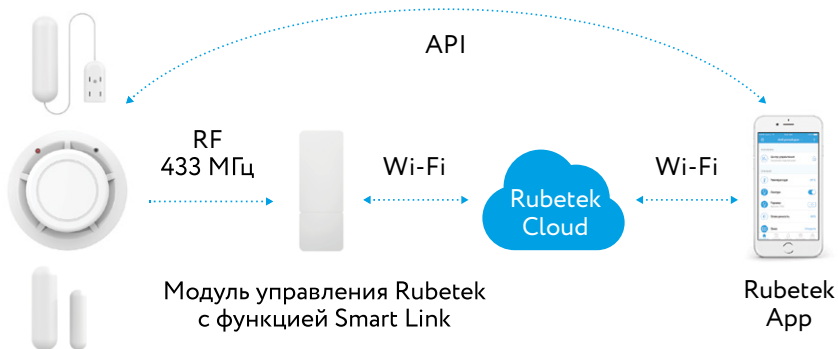 API
RF
433 МГц
Wi-Fi
Rubetek
Cloud
Wi-Fi
Модуль управления Rubetek
с функцией Smart Link
Rubetek
App